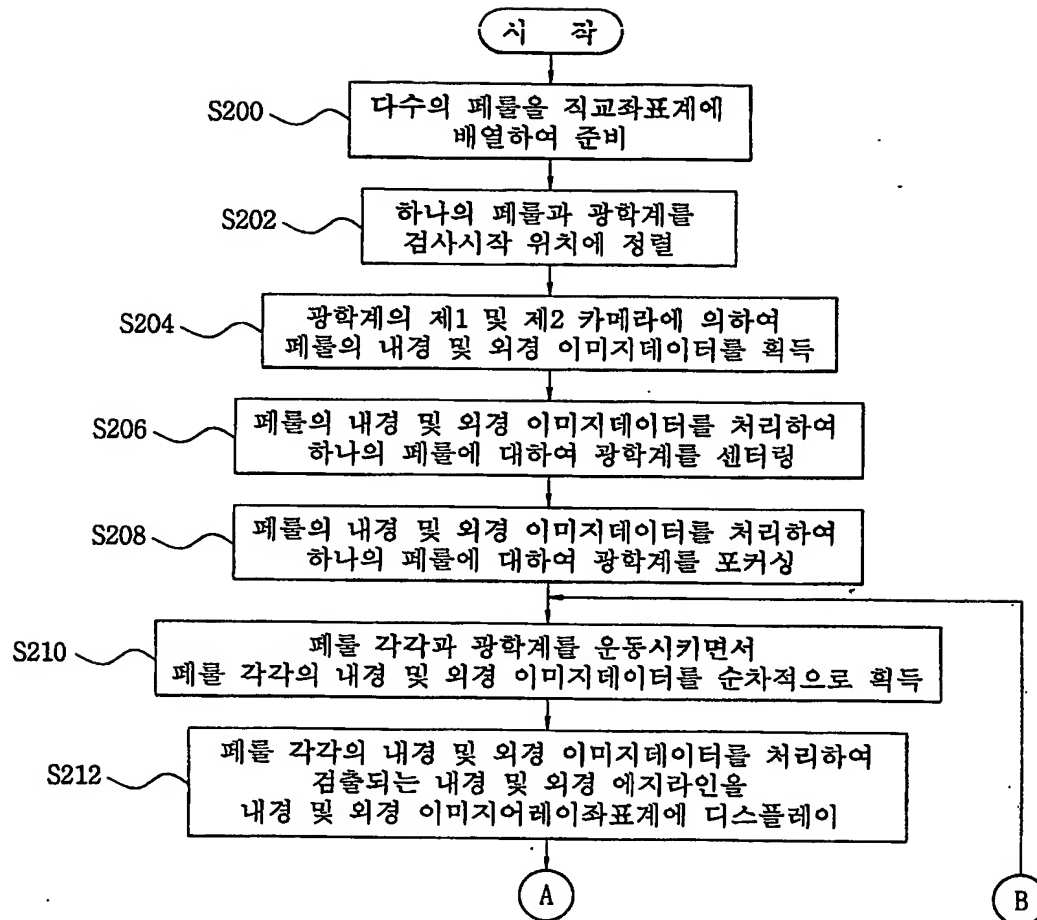 시 작
S200
다수의 페룰을 직교좌표계에
배열하여 준비
S202
하나의 페룰과 광학계를
검사시작 위치에 정렬
S204
광학계의 제1 및 제2 카메라에 의하여
페룰의 내경 및 외경 이미지데이터를 획득
S206
페룰의 내경 및 외경 이미지데이터를 처리하여
하나의 페룰에 대하여 광학계를 센터링
S208
페룰의 내경 및 외경 이미지데이터를 처리하여
하나의 페룰에 대하여 광학계를 포커싱
S210
페룰 각각과 광학계를 운동시키면서
페룰 각각의 내경 및 외경 이미지데이터를 순차적으로 획득
S212
페룰 각각의 내경 및 외경 이미지데이터를 처리하여
검출되는 내경 및 외경 에지라인을
내경 및 외경 이미지어레이좌표계에 디스플레이
A
B